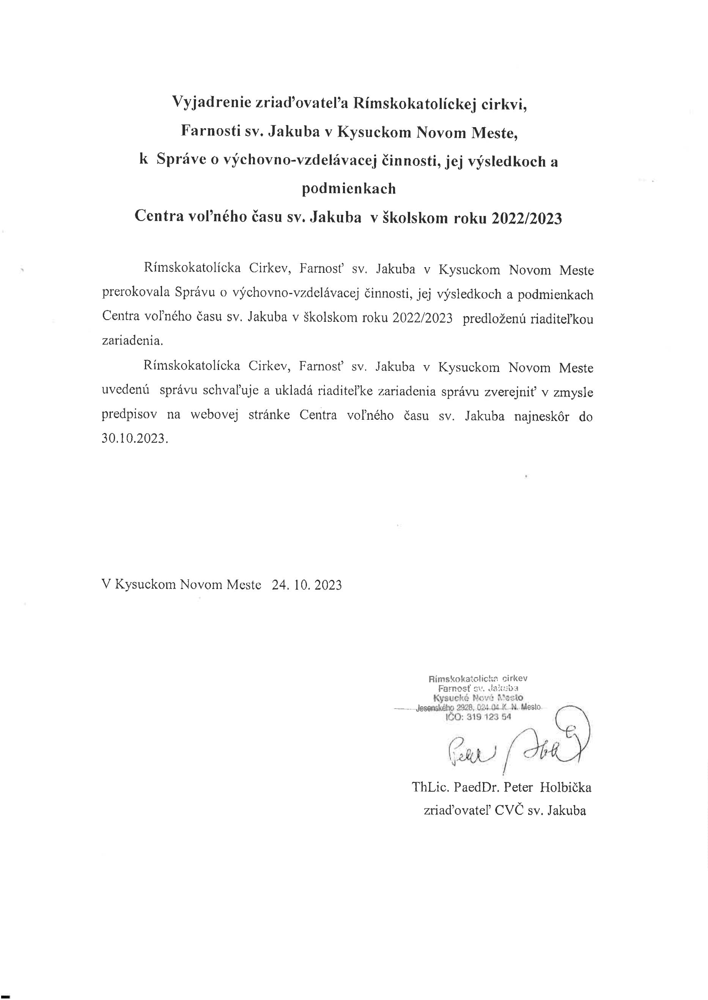 Vyjadrenie zriaďovateľa Rímskokatolíckej cirkvi,
Farnosti sv. Jakuba v Kysuckom Novom Meste,
k Správe o výchovno-vzdelávacej činnosti, jej výsledkoch a
podmienkach
Centra voľného času sv. Jakuba v školskom roku 2022/2023
Rímskokatolícka Cirkev, Farnosť sv. Jakuba v Kysuckom Novom Meste
prerokovala Správu o výchovno-vzdelávacej činnosti, jej výsledkoch a podmienkach
Centra voľného času sv. Jakuba v školskom roku 2022/2023 predloženú riaditeľkou
zariadenia.
Rímskokatolícka Cirkev, Farnosť sv. Jakuba v Kysuckom Novom Meste
uvedenú správu schvaľuje a ukladá riaditeľke zariadenia správu zverejniť v zmysle
predpisov na webovej stránke Centra voľného času sv. Jakuba najneskôr do
30.10.2023.
V Kysuckom Novom Meste 24. 10. 2023
Rímskokatolícka cirkev
Farnosť sv. Jakuba
Kysucké Nové Mesto
Jesenského 2928, 024 04 K. N. Mesto
IČO: 319 123 54
Peter
ThLic. PaedDr. Peter Holbička
zriaďovateľ CVČ sv. Jakuba